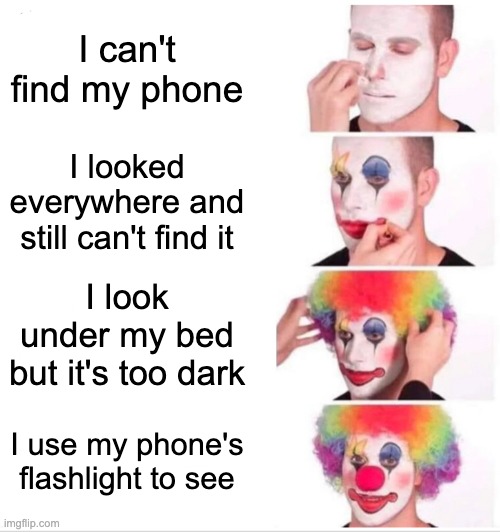 I can't
find my phone
I looked
everywhere and
still can't find it
I look
under my bed
but it's too dark
I use my phone's
flashlight to see
imgflip.com